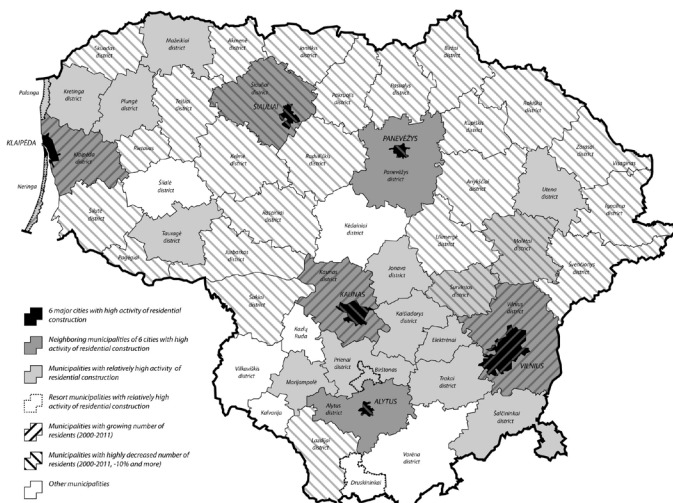 Skuodas
district
Mažeikiai
district
Akmenė
district
Joniškis
district
Biržai
district
Palanga
Kretinga
district
Plungė
district
Telšiai
district
Šiauliai
district
ŠIAULIAI
Pakruojis
district
Pasvalys
district
Rokiškis
district
KLAIPĖDA
Klaipėda
district
Rietavas
Kelmė
district
Radviliškis
district
PANEVĖŽYS
Panevėžys
district
Kupiškis
district
Zarasai
district
Visaginas
Neringa
Šilalė
district
Anykščiai
district
Utena
district
Ignalina
district
Šilutė
district
Tauragė
district
Raseiniai
district
Kėdainiai
district
Ukmergė
district
Molėtai
district
Švenčionys
district
Pagėgiai
Jurbarkas
district
Kaunas
district
KAUNAS
Jonava
district
Širvintos
district
Vilnius
district
VILNIUS
Šakiai
district
Kaišiadorys
district
Elektrėnai
Kazlų
Rūda
Vilkaviškis
district
Prienai
district
Birštonas
Trakai
district
Marijampolė
Kalvarija
Alytus
district
ALYTUS
Šalčininkai
district
Lazdijai
district
Varėna
district
Druskininkai
6 major cities with high activity of residential
construction
Neighboring municipalities of 6 cities with high
activity of residential construction
Municipalities with relatively high activity of
residential construction
Resort municipalities with relatively high
activity of residential construction
Municipalities with growing number of
residents (2000-2011)
Municipalities with highly decreased number of
residents (2000-2011, -10% and more)
Other municipalities